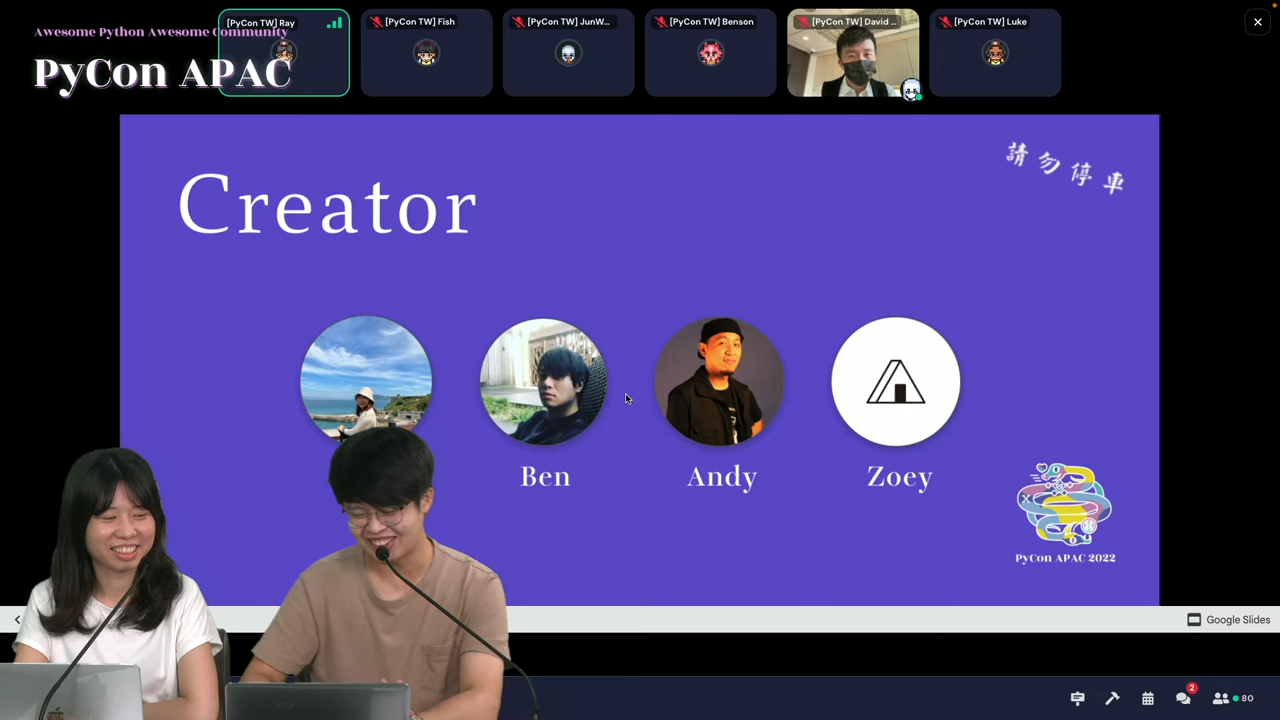 [PyCon TW] Ray
[PyCon TW] Fish
[PyCon TW] JunW...
[PyCon TW] Benson
[PyCon TW] David ...
[PyCon TW] Luke
Awesome Python Awesome Community
PyCon APAC
請勿停車
Creator
Ben
Andy
Zoey
PyCon APAC 2022
Google Slides
2
80